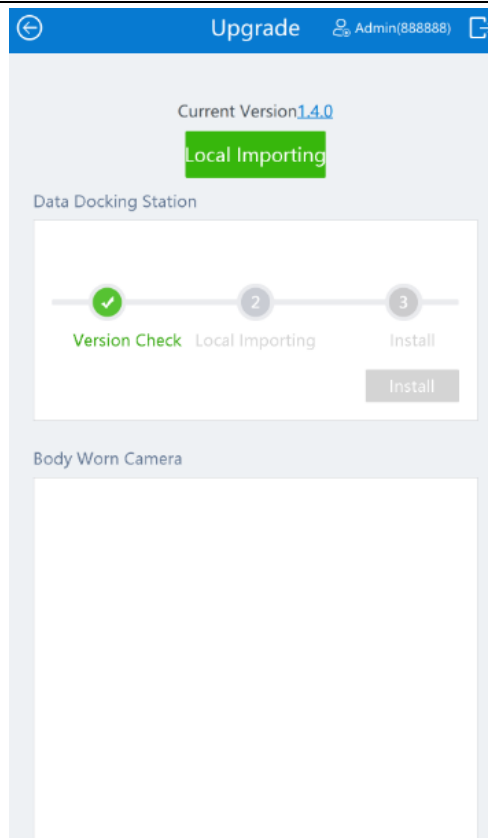 Upgrade Admin(888888)
Current Version1.4.0
Local Importing
Data Docking Station
2 3
Version Check Local Importing Install
Install
Body Worn Camera